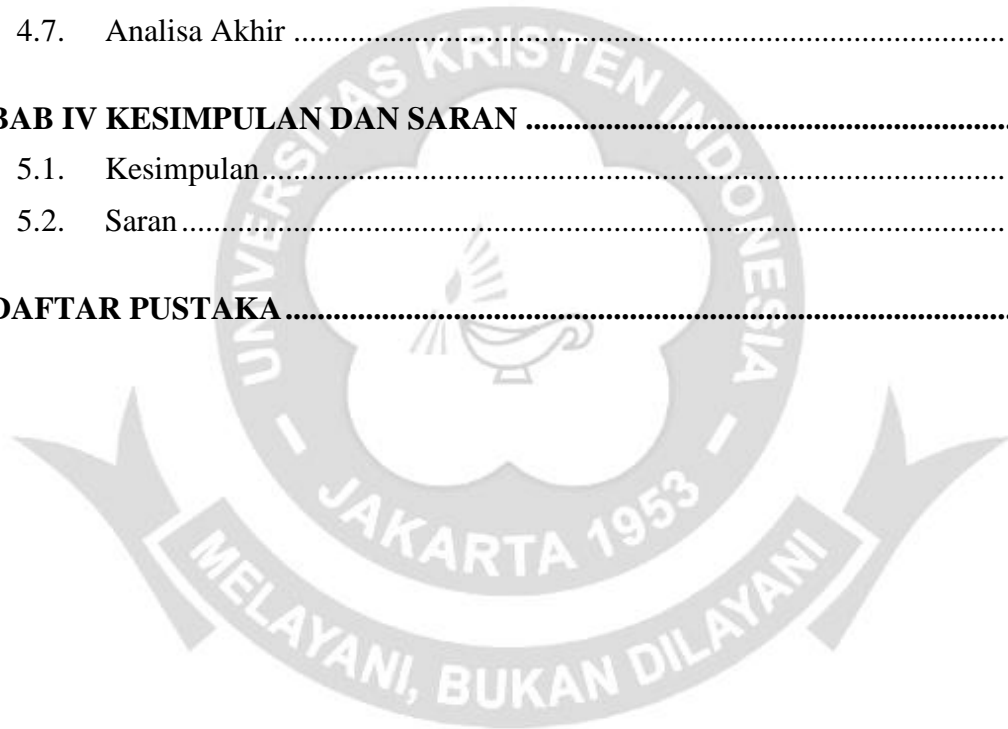 4.7. Analisa Akhir ................................................................................................
BAB IV KESIMPULAN DAN SARAN ..............................................................
5.1. Kesimpulan....................................................................................................
5.2. Saran..............................................................................................................
DAFTAR PUSTAKA...........................................................................................
UNIVERSITAS KRISTEN INDONESIA
- JAKARTA 1953 -
MELAYANI, BUKAN DILAYANI